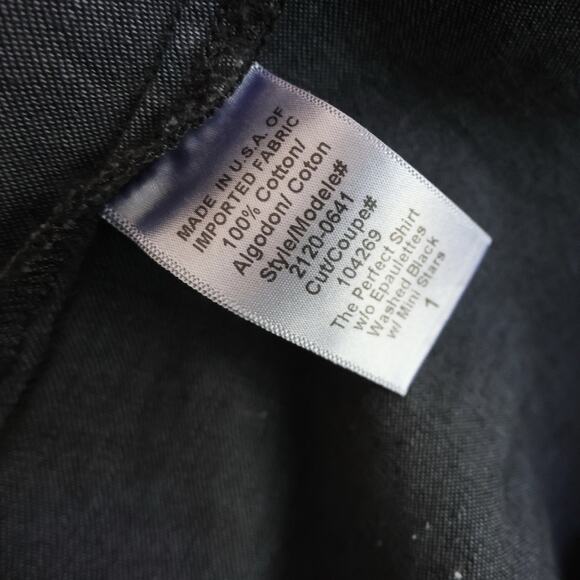 MADE IN U.S.A. OF
IMPORTED FABRIC
100% Cotton/
Algodon/ Coton
Style/Modele#
2120-0641
Cut/Coupe#
104269
The Perfect Shirt
w/o Epaulettes
Washed Black
w/ Mini Stars
1